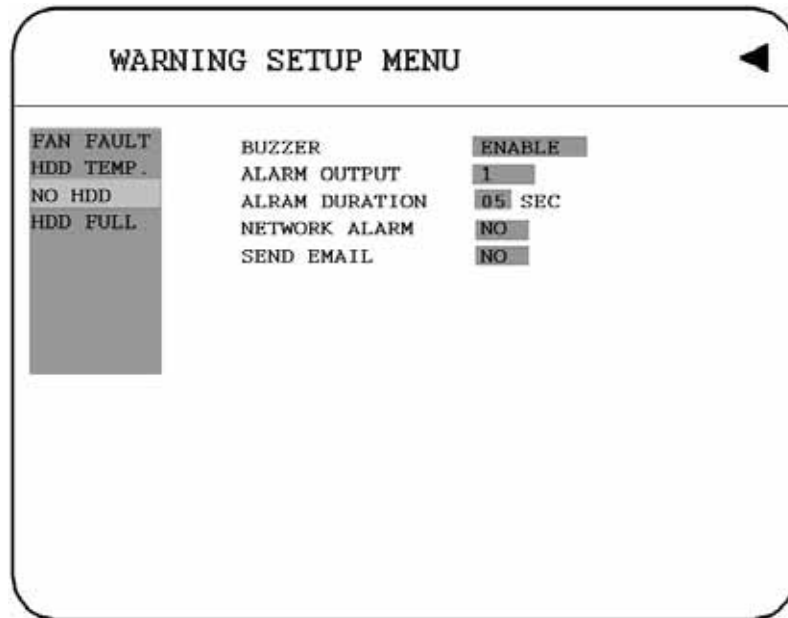 WARNING SETUP MENU
FAN FAULT
HDD TEMP.
NO HDD
HDD FULL
BUZZER ENABLE
ALARM OUTPUT 1
ALRAM DURATION 05 SEC
NETWORK ALARM NO
SEND EMAIL NO